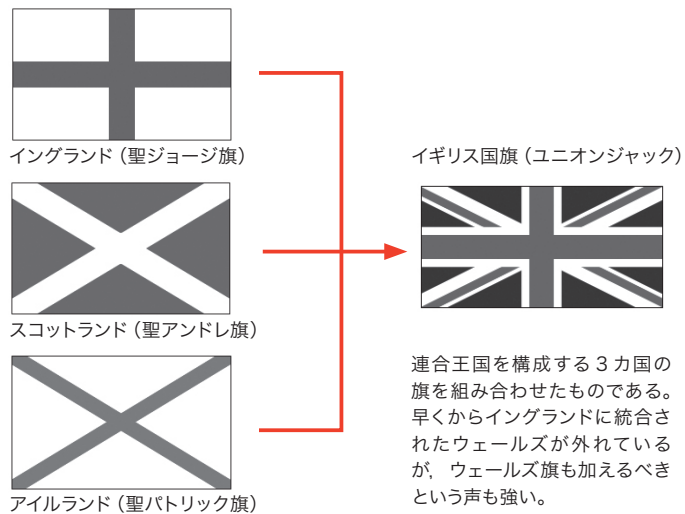 イングランド（聖ジョージ旗）
スコットランド（聖アンドレ旗）
アイルランド（聖パトリック旗）
イギリス国旗（ユニオンジャック）
連合王国を構成する３カ国の
旗を組み合わせたものである。
早くからイングランドに統合さ
れたウェールズが外れている
が，ウェールズ旗も加えるべき
という声も強い。